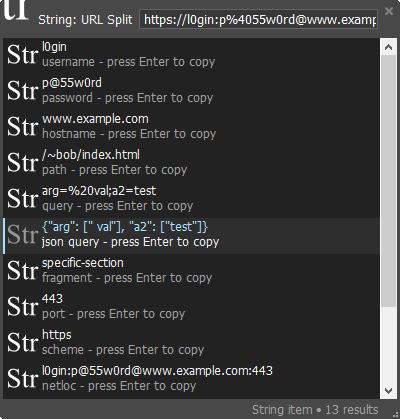 tr
String: URL Split https://l0gin:p%4055w0rd@www.examp
Str l0gin
username - press Enter to copy
Str p@55w0rd
password - press Enter to copy
Str www.example.com
hostname - press Enter to copy
Str /~bob/index.html
path - press Enter to copy
Str arg=%20val;a2=test
query - press Enter to copy
Str {"arg": [" val"], "a2": ["test"]}
json query - press Enter to copy
Str specific-section
fragment - press Enter to copy
Str 443
port - press Enter to copy
Str https
scheme - press Enter to copy
Str l0gin:p@55w0rd@www.example.com:443
netloc - press Enter to copy
String item • 13 results